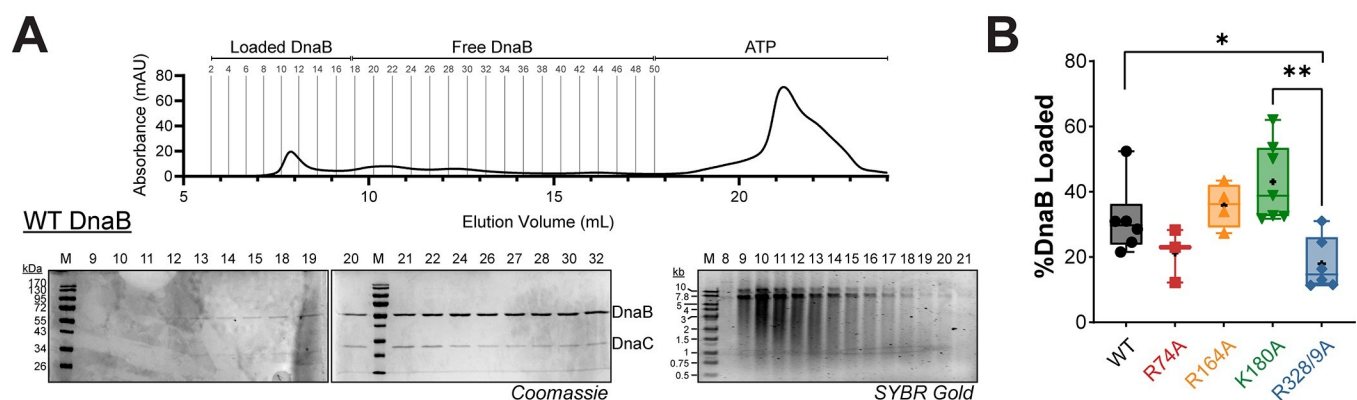 A
Loaded DnaB Free DnaB ATP
2 4 6 8 10 12 14 16 18 20 22 24 26 28 30 32 34 36 38 40 42 44 46 48 50
Absorbance (mAU)
80
60
40
20
0
5 10 15 20
Elution Volume (mL)
WT DnaB
kDa M 9 10 11 12 13 14 15 18 19
170
130
95
72
55
43
34
26
20 M 21 22 24 26 27 28 30 32
DnaB
DnaC
Coomassie
kb M 8 9 10 11 12 13 14 15 16 17 18 19 20 21
10
7.8
5
4
3
2
1.5
1
0.75
0.5
SYBR Gold
B
%DnaB Loaded
80
60
40
20
0
*
**
WT R74A R164A K180A R328/9A